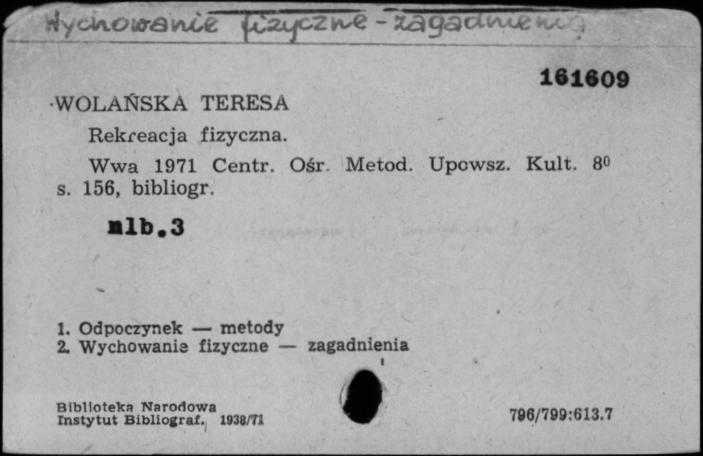 Wychowanie fizyczne - zagadnienia
161609
WOLAŃSKA TERESA
Rekreacja fizyczna.
Wwa 1971 Centr. Ośr. Metod. Upowsz. Kult. 8⁰
s. 156, bibliogr.
nlb.3
1. Odpoczynek — metody
2. Wychowanie fizyczne — zagadnienia
Biblioteka Narodowa
Instytut Bibliograf. 1938/71
796/799:613.7